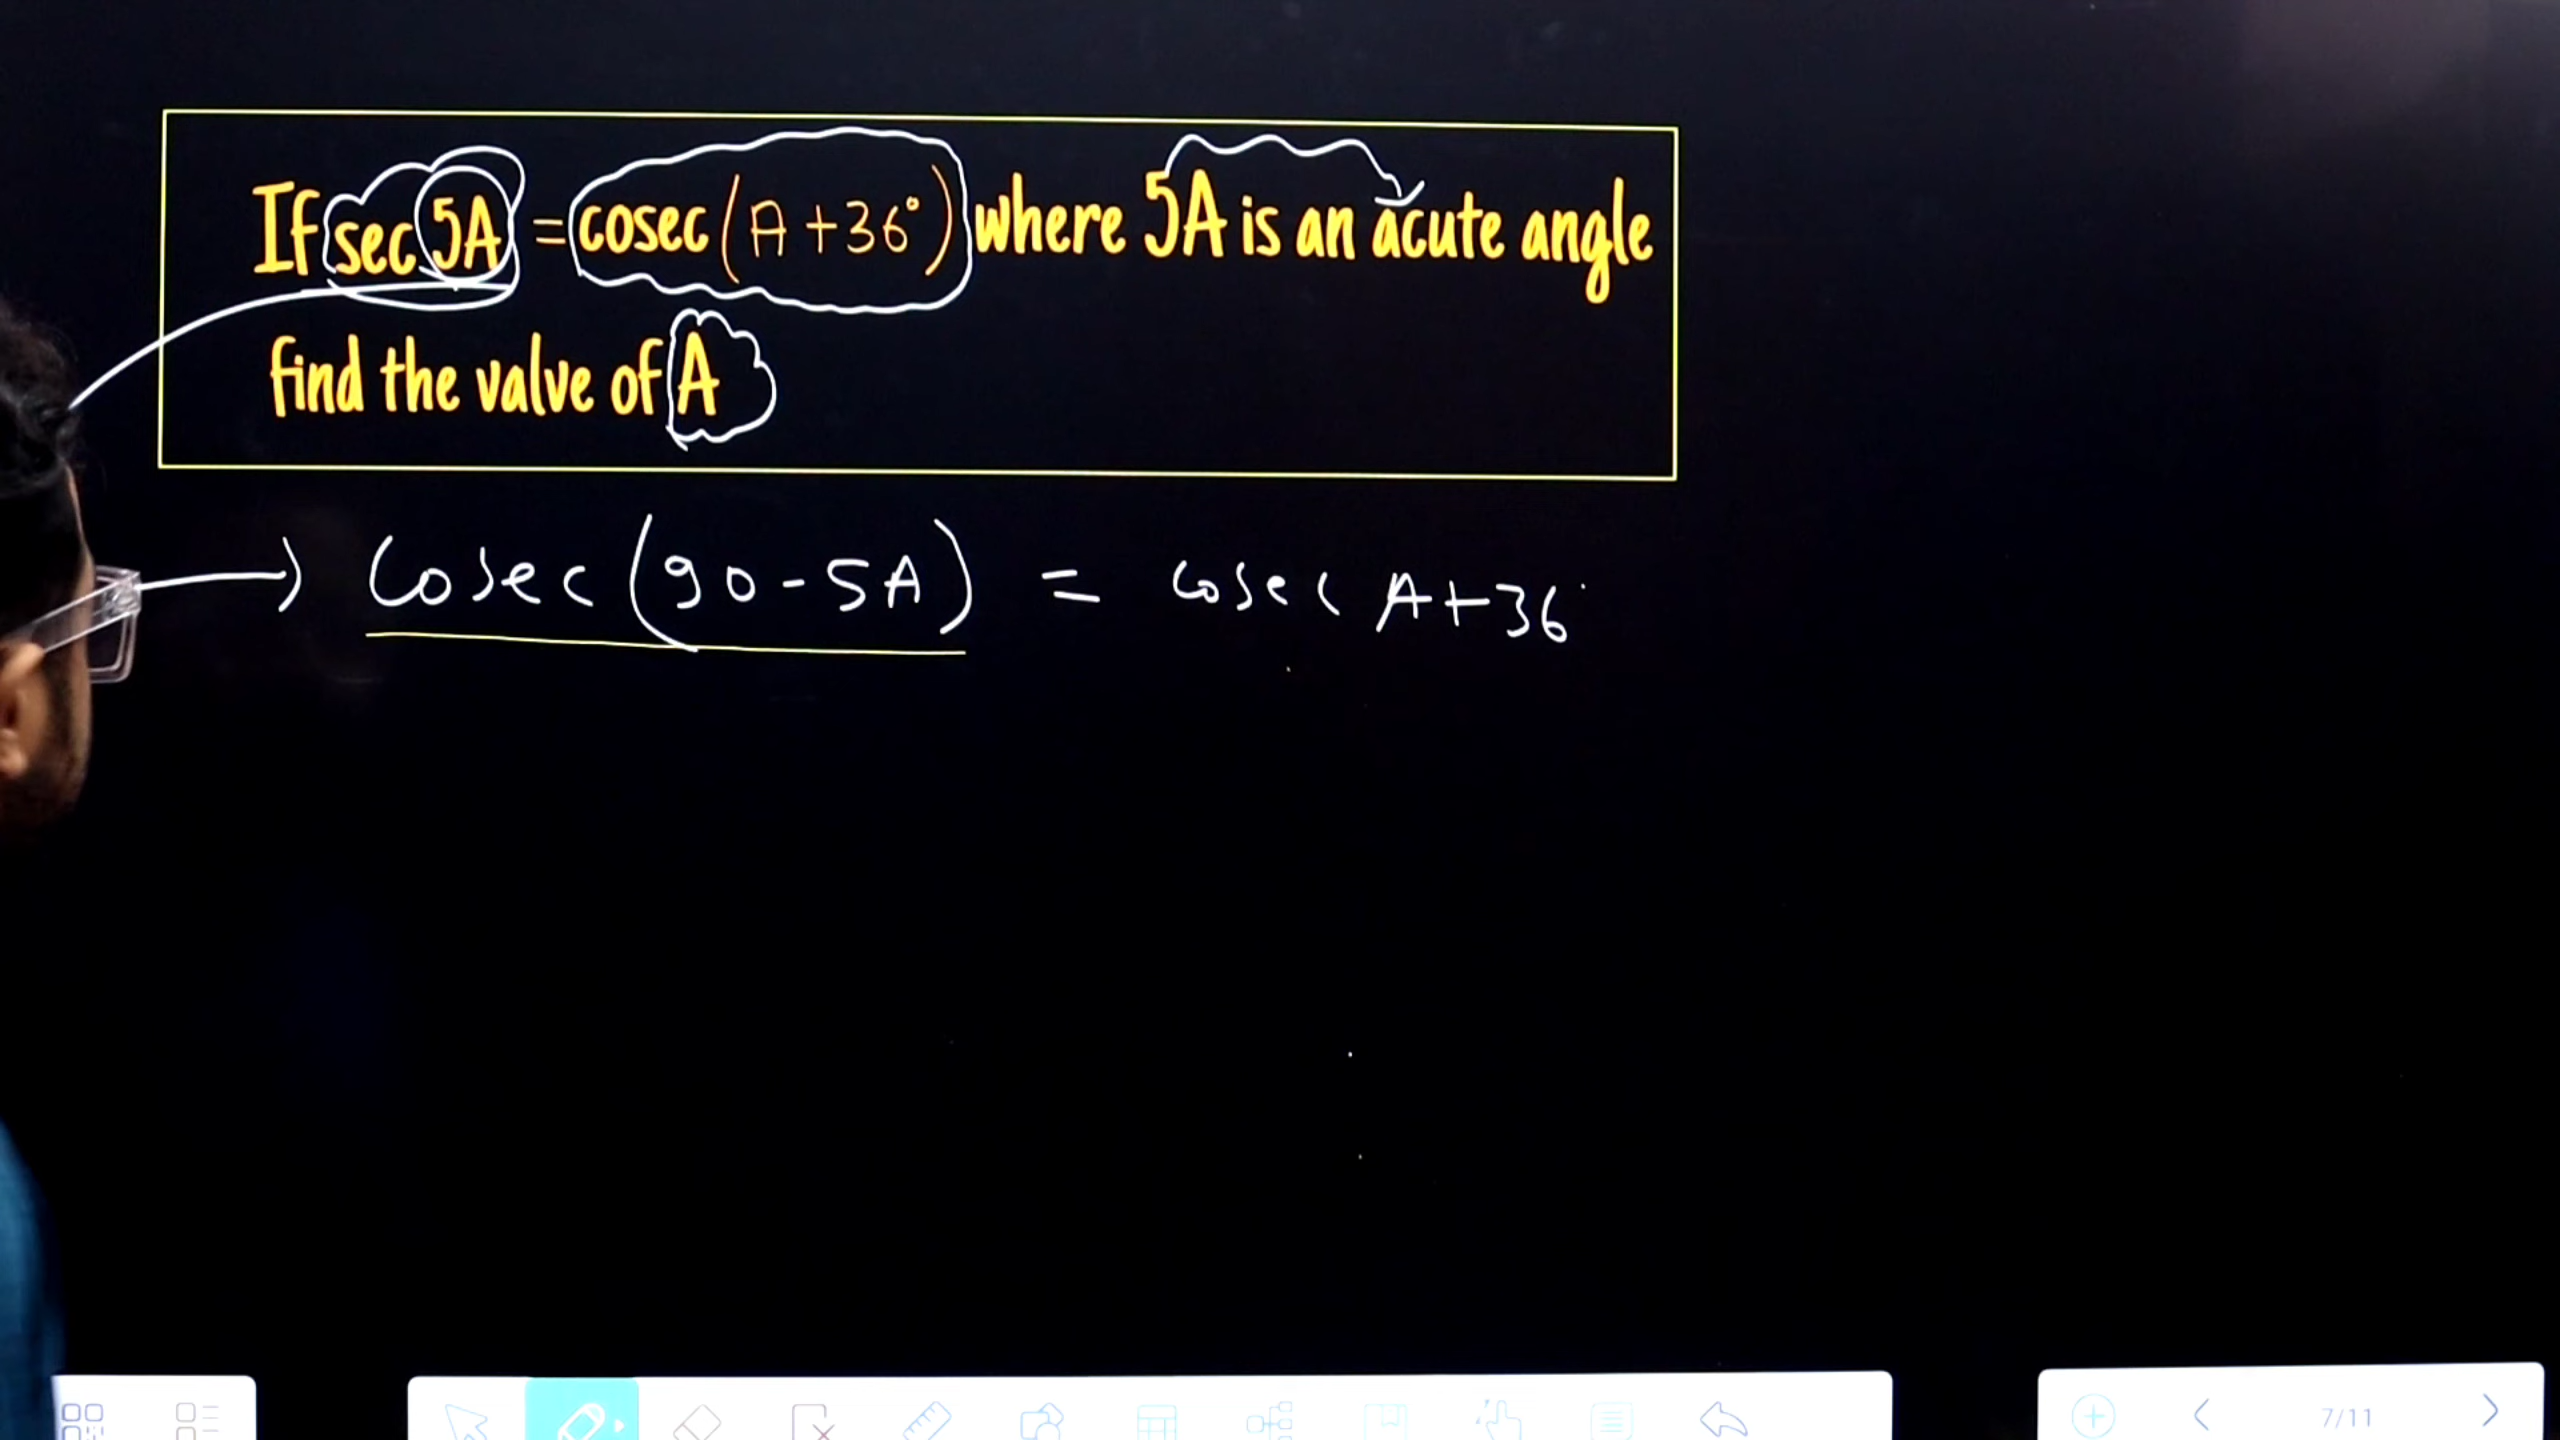 If sec 5A = cosec (A + 36°) where 5A is an acute angle
find the valve of A
cosec (90 - 5A) = cosec A + 36°
7/11